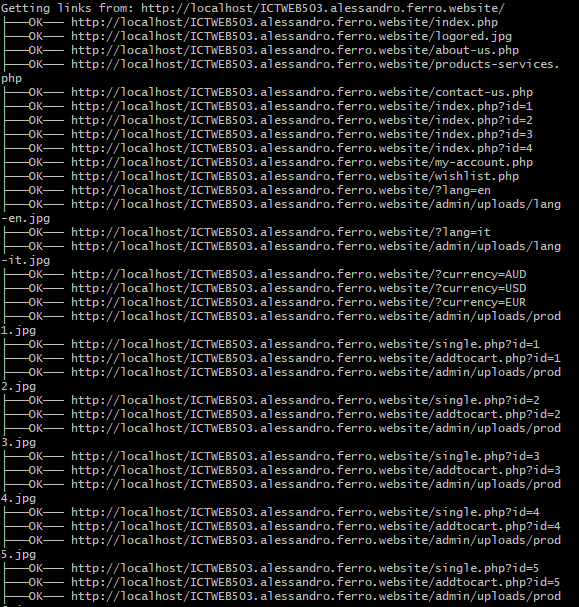 Getting links from: http://localhost/ICTWEB503.alessandro.ferro.website/
├───OK─── http://localhost/ICTWEB503.alessandro.ferro.website/index.php
├───OK─── http://localhost/ICTWEB503.alessandro.ferro.website/logored.jpg
├───OK─── http://localhost/ICTWEB503.alessandro.ferro.website/about-us.php
├───OK─── http://localhost/ICTWEB503.alessandro.ferro.website/products-services.
php
├───OK─── http://localhost/ICTWEB503.alessandro.ferro.website/contact-us.php
├───OK─── http://localhost/ICTWEB503.alessandro.ferro.website/index.php?id=1
├───OK─── http://localhost/ICTWEB503.alessandro.ferro.website/index.php?id=2
├───OK─── http://localhost/ICTWEB503.alessandro.ferro.website/index.php?id=3
├───OK─── http://localhost/ICTWEB503.alessandro.ferro.website/index.php?id=4
├───OK─── http://localhost/ICTWEB503.alessandro.ferro.website/my-account.php
├───OK─── http://localhost/ICTWEB503.alessandro.ferro.website/wishlist.php
├───OK─── http://localhost/ICTWEB503.alessandro.ferro.website/?lang=en
├───OK─── http://localhost/ICTWEB503.alessandro.ferro.website/admin/uploads/lang
-en.jpg
├───OK─── http://localhost/ICTWEB503.alessandro.ferro.website/?lang=it
├───OK─── http://localhost/ICTWEB503.alessandro.ferro.website/admin/uploads/lang
-it.jpg
├───OK─── http://localhost/ICTWEB503.alessandro.ferro.website/?currency=AUD
├───OK─── http://localhost/ICTWEB503.alessandro.ferro.website/?currency=USD
├───OK─── http://localhost/ICTWEB503.alessandro.ferro.website/?currency=EUR
├───OK─── http://localhost/ICTWEB503.alessandro.ferro.website/admin/uploads/prod
1.jpg
├───OK─── http://localhost/ICTWEB503.alessandro.ferro.website/single.php?id=1
├───OK─── http://localhost/ICTWEB503.alessandro.ferro.website/addtocart.php?id=1
├───OK─── http://localhost/ICTWEB503.alessandro.ferro.website/admin/uploads/prod
2.jpg
├───OK─── http://localhost/ICTWEB503.alessandro.ferro.website/single.php?id=2
├───OK─── http://localhost/ICTWEB503.alessandro.ferro.website/addtocart.php?id=2
├───OK─── http://localhost/ICTWEB503.alessandro.ferro.website/admin/uploads/prod
3.jpg
├───OK─── http://localhost/ICTWEB503.alessandro.ferro.website/single.php?id=3
├───OK─── http://localhost/ICTWEB503.alessandro.ferro.website/addtocart.php?id=3
├───OK─── http://localhost/ICTWEB503.alessandro.ferro.website/admin/uploads/prod
4.jpg
├───OK─── http://localhost/ICTWEB503.alessandro.ferro.website/single.php?id=4
├───OK─── http://localhost/ICTWEB503.alessandro.ferro.website/addtocart.php?id=4
├───OK─── http://localhost/ICTWEB503.alessandro.ferro.website/admin/uploads/prod
5.jpg
├───OK─── http://localhost/ICTWEB503.alessandro.ferro.website/single.php?id=5
├───OK─── http://localhost/ICTWEB503.alessandro.ferro.website/addtocart.php?id=5
├───OK─── http://localhost/ICTWEB503.alessandro.ferro.website/admin/uploads/prod